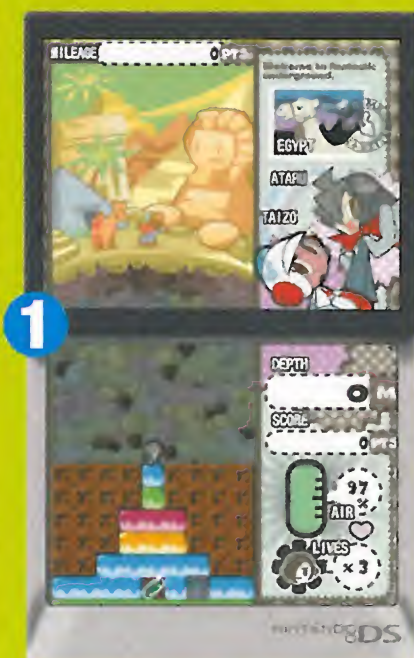 MILEAGE 0 PTS
Welcome to fantastic
underground.
EGYPT
ATARU
TAIZO
1
DEPTH
0 M
SCORE
0 PTS
97
AIR
LIVES
×3
NINTENDO DS